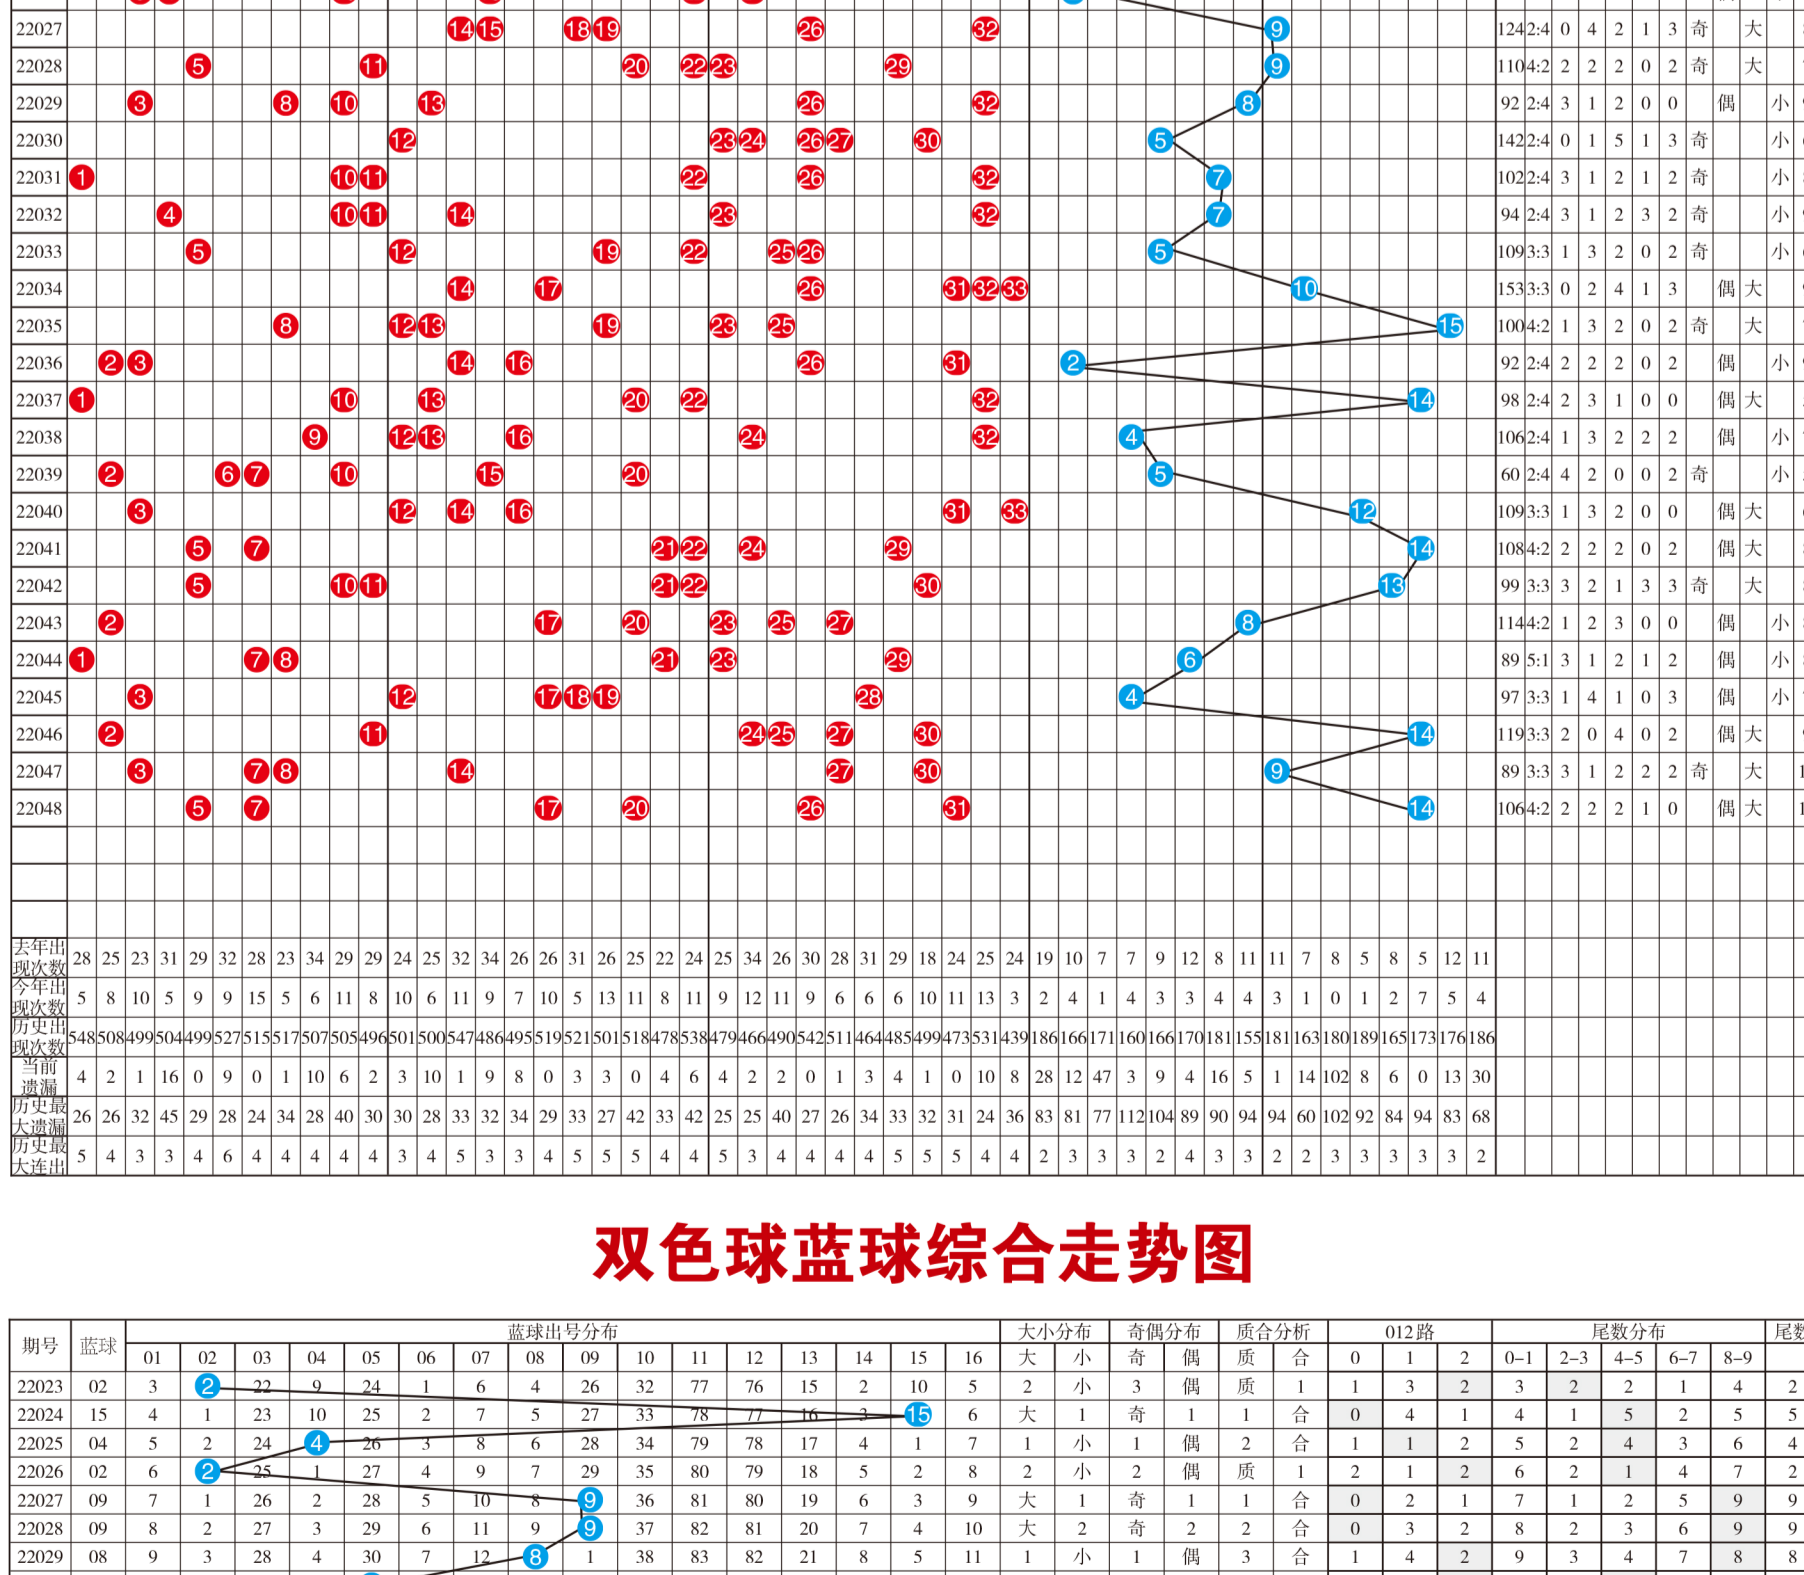 22027 14 15 18 19 26 32 9 124 2:4 0 4 2 1 3 奇 大
22028 5 11 20 22 23 29 9 110 4:2 2 2 2 0 2 奇 大
22029 3 8 10 13 26 32 8 92 2:4 3 1 2 0 0 偶 小
22030 12 23 24 26 27 30 5 142 2:4 0 1 5 1 3 奇 小
22031 1 10 11 22 26 32 7 102 2:4 3 1 2 1 2 奇 小
22032 4 10 11 14 23 32 7 94 2:4 3 1 2 3 2 奇 小
22033 5 12 19 22 25 26 5 109 3:3 1 3 2 0 2 奇 小
22034 14 17 26 31 32 33 10 153 3:3 0 2 4 1 3 偶 大
22035 8 12 13 19 23 25 15 100 4:2 1 3 2 0 2 奇 大
22036 2 3 14 16 26 31 2 92 2:4 2 2 2 0 2 偶 小
22037 1 10 13 20 22 32 14 98 2:4 2 3 1 0 0 偶 大
22038 9 12 13 16 24 32 4 106 2:4 1 3 2 2 2 偶 小
22039 2 6 7 10 15 20 5 60 2:4 4 2 0 0 2 奇 小
22040 3 12 14 16 31 33 12 109 3:3 1 3 2 0 0 偶 大
22041 5 7 21 22 24 29 14 108 4:2 2 2 2 0 2 偶 大
22042 5 10 11 21 22 30 13 99 3:3 3 2 1 3 3 奇 大
22043 2 17 20 23 25 27 8 114 4:2 1 2 3 0 0 偶 小
22044 1 7 8 21 23 29 6 89 5:1 3 1 2 1 2 偶 小
22045 3 12 17 18 19 28 4 97 3:3 1 4 1 0 3 偶 小
22046 2 11 24 25 27 30 14 119 3:3 2 0 4 0 2 偶 大
22047 3 7 8 14 27 30 9 89 3:3 3 1 2 2 2 奇 大
22048 5 7 17 20 26 31 14 106 4:2 2 2 2 1 0 偶 大
去年出现次数 28 25 23 31 29 32 28 23 34 29 29 24 25 32 34 26 26 31 26 25 22 24 25 34 26 30 28 31 29 18 24 25 24 19 10 7 7 9 12 8 11 11 7 8 5 8 5 12 11
今年出现次数 5 8 10 5 9 9 15 5 6 11 8 10 6 11 9 7 10 5 13 11 8 11 9 12 11 9 6 6 6 10 11 13 3 2 4 1 4 3 3 4 4 3 1 0 1 2 7 5 4
历史出现次数 548 508 499 504 499 527 515 517 507 505 496 501 500 547 486 495 519 521 501 518 478 538 479 466 490 542 511 464 485 499 473 531 439 186 166 171 160 166 170 181 155 181 163 180 189 165 173 176 186
当前遗漏 4 2 1 16 0 9 0 1 10 6 2 3 10 1 9 8 0 3 3 0 4 6 4 2 2 0 1 3 4 1 0 10 8 28 12 47 3 9 4 16 5 1 14 102 8 6 0 13 30
历史最大遗漏 26 26 32 45 29 28 24 34 28 40 30 30 28 33 32 34 29 33 27 42 33 42 25 25 40 27 26 34 33 32 31 24 36 83 81 77 112 104 89 90 94 94 60 102 92 84 94 83 68
历史最大连出 5 4 3 3 4 6 4 4 4 4 4 3 4 5 3 3 4 5 5 5 4 4 5 3 4 4 4 4 5 5 5 4 4 2 3 3 3 2 4 3 3 2 2 3 3 3 3 3 2
双色球蓝球综合走势图
期号 蓝球 蓝球出号分布 大小分布 奇偶分布 质合分析 012路 尾数分布 尾数
01 02 03 04 05 06 07 08 09 10 11 12 13 14 15 16 大 小 奇 偶 质 合 0 1 2 0-1 2-3 4-5 6-7 8-9
22023 02 3 2 22 9 24 1 6 4 26 32 77 76 15 2 10 5 2 小 3 偶 质 1 1 3 2 3 2 2 1 4 2
22024 15 4 1 23 10 25 2 7 5 27 33 78 77 16 3 15 6 大 1 奇 1 1 合 0 4 1 4 1 5 2 5 5
22025 04 5 2 24 4 26 3 8 6 28 34 79 78 17 4 1 7 1 小 1 偶 2 合 1 1 2 5 2 4 3 6 4
22026 02 6 2 25 1 27 4 9 7 29 35 80 79 18 5 2 8 2 小 2 偶 质 1 2 1 2 6 2 1 4 7 2
22027 09 7 1 26 2 28 5 10 8 9 36 81 80 19 6 3 9 大 1 奇 1 1 合 0 2 1 7 1 2 5 9 9
22028 09 8 2 27 3 29 6 11 9 9 37 82 81 20 7 4 10 大 2 奇 2 2 合 0 3 2 8 2 3 6 9 9
22029 08 9 3 28 4 30 7 12 8 1 38 83 82 21 8 5 11 1 小 1 偶 3 合 1 4 2 9 3 4 7 8 8